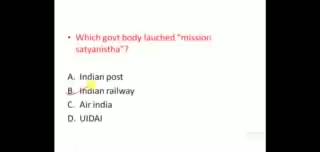 • Which govt body lauched "mission
satyanistha"?
A. Indian post
B. Indian railway
C. Air india
D. UIDAI